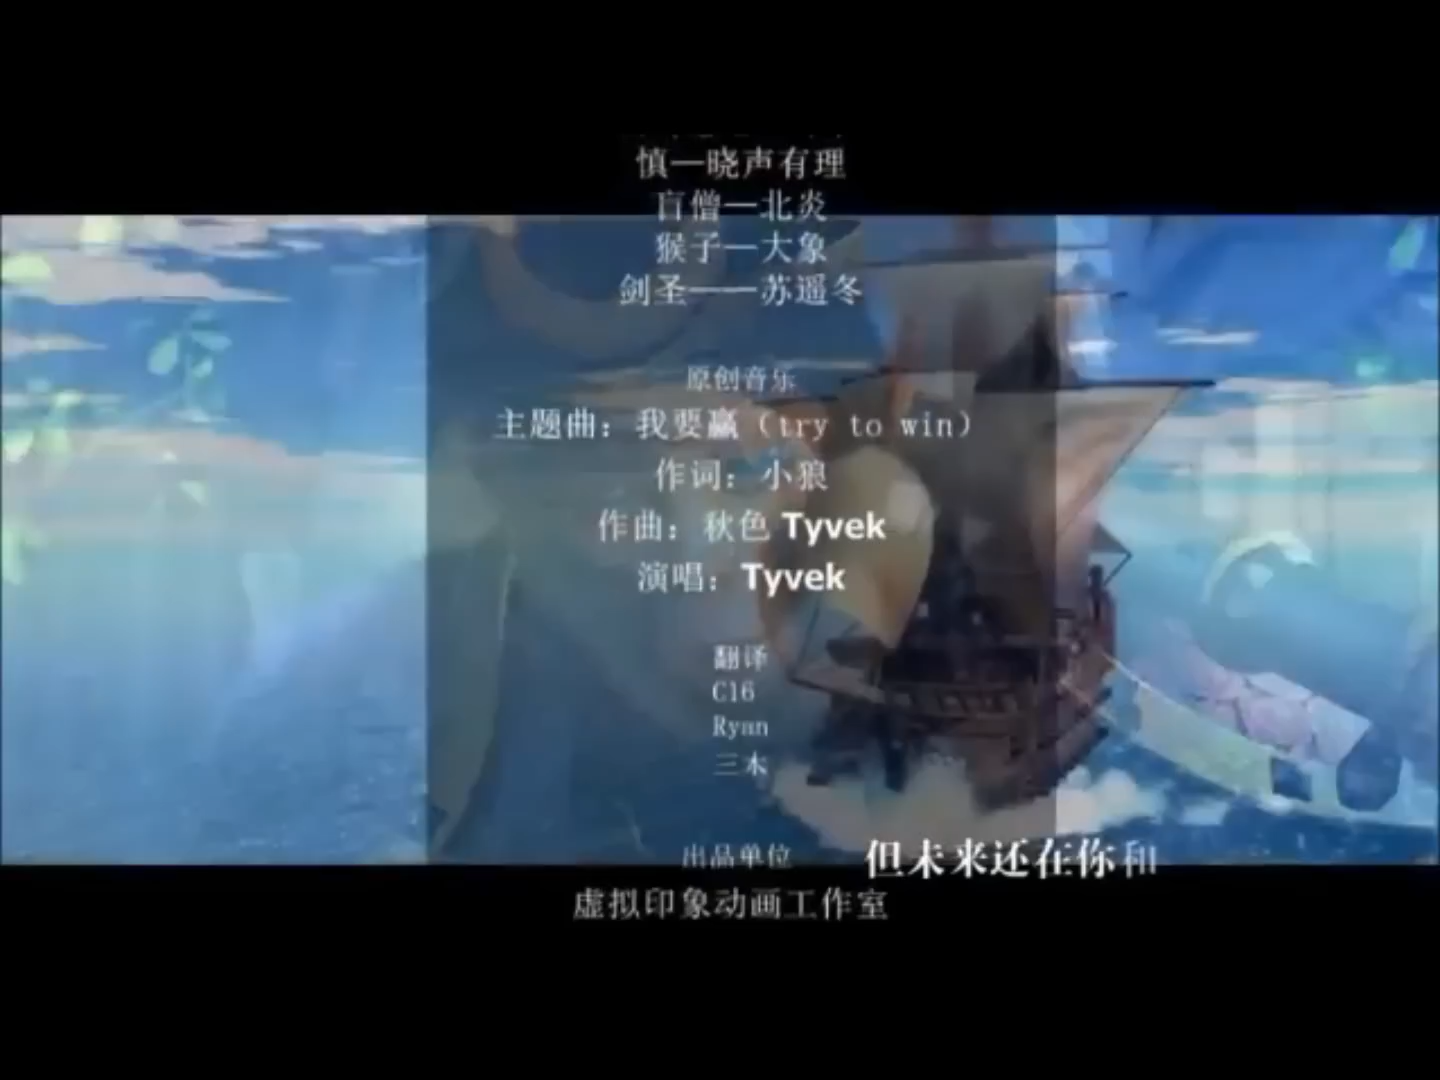 慎—晓声有理
盲僧—北炎
猴子—大象
剑圣——苏遥冬
原创音乐
主题曲：我要赢（try to win）
作词：小狼
作曲：秋色 Tyvek
演唱：Tyvek
翻译
C16
Ryan
三木
出品单位
但未来还在你和
虚拟印象动画工作室